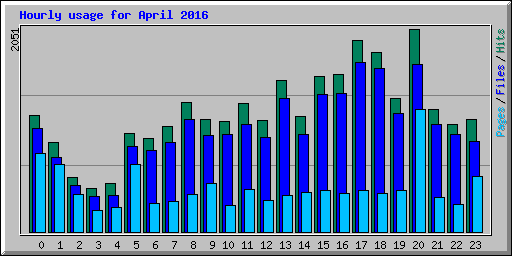 Hourly usage for April 2016
2051
Pages / Files / Hits
0 1 2 3 4 5 6 7 8 9 10 11 12 13 14 15 16 17 18 19 20 21 22 23